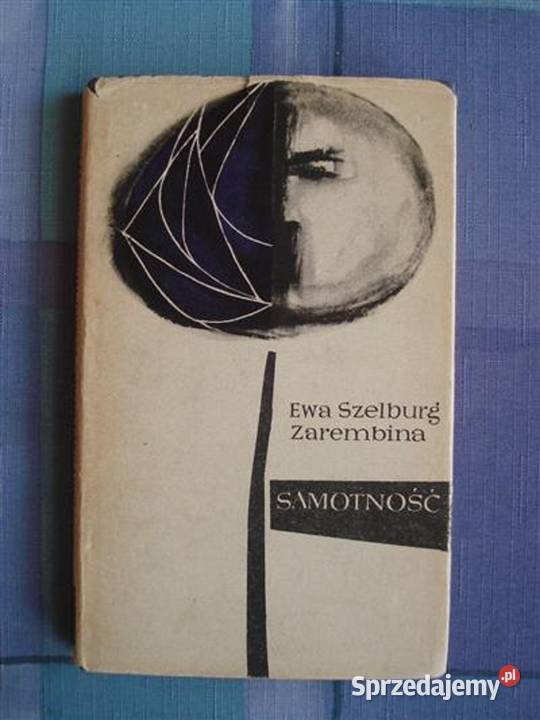 Ewa Szelburg
Zarembina
SAMOTNOŚĆ
Sprzedajemy.pl